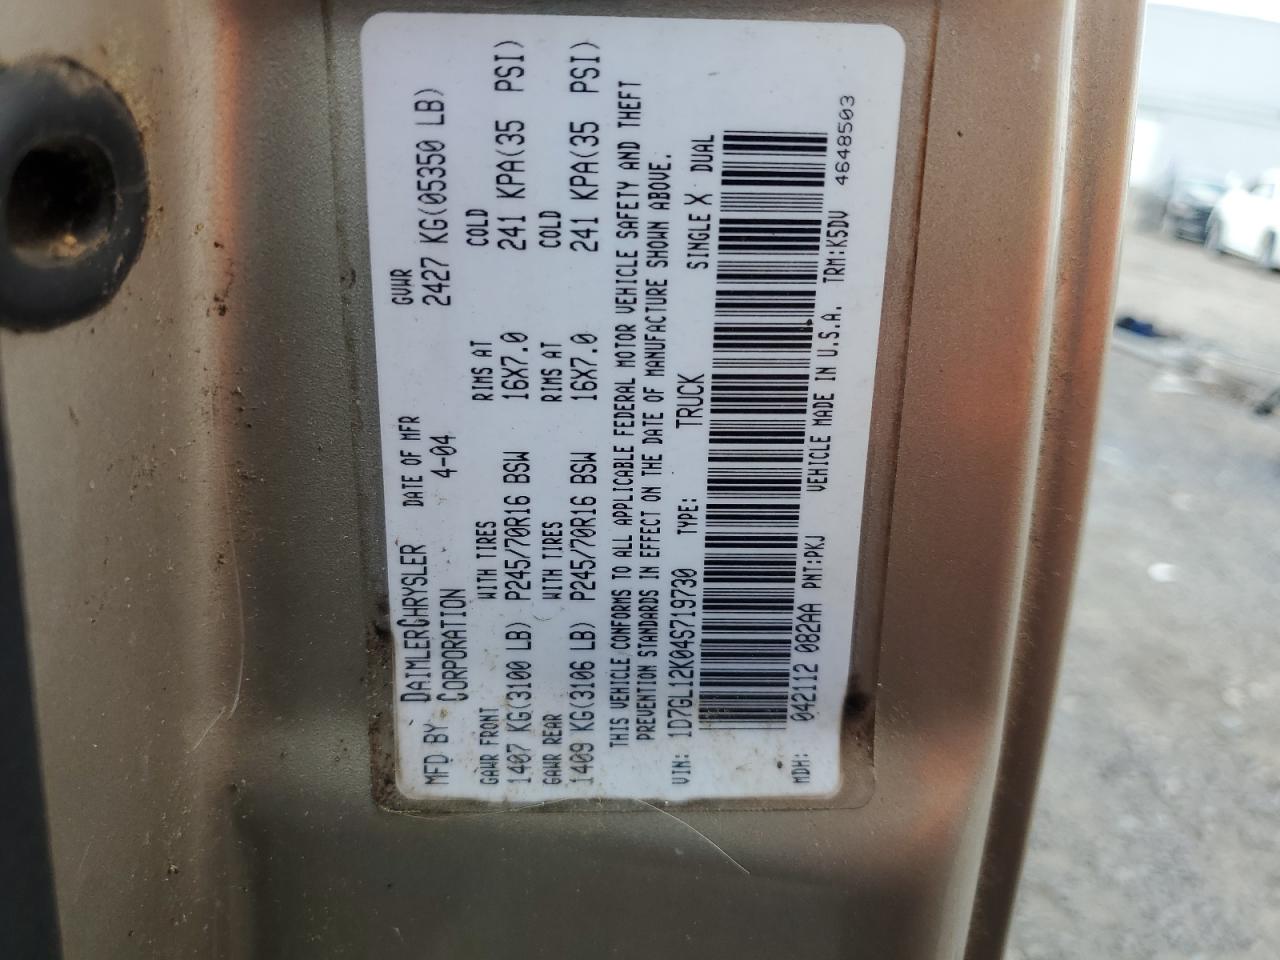 MFD BY DAIMLERCHRYSLER CORPORATION
DATE OF MFR 4-04
GVWR 2427 KG(05350 LB)
GAWR FRONT WITH TIRES RIMS AT COLD
1407 KG(3100 LB) P245/70R16 BSW 16X7.0 241 KPA(35 PSI)
GAWR REAR WITH TIRES RIMS AT COLD
1409 KG(3106 LB) P245/70R16 BSW 16X7.0 241 KPA(35 PSI)
THIS VEHICLE CONFORMS TO ALL APPLICABLE FEDERAL MOTOR VEHICLE SAFETY AND THEFT
PREVENTION STANDARDS IN EFFECT ON THE DATE OF MANUFACTURE SHOWN ABOVE.
VIN: 1D7GL12K04S719730 TYPE: TRUCK SINGLE X DUAL
MDH: 042112 082AA PNT:PKJ VEHICLE MADE IN U.S.A. TRM:K5DV 4648503